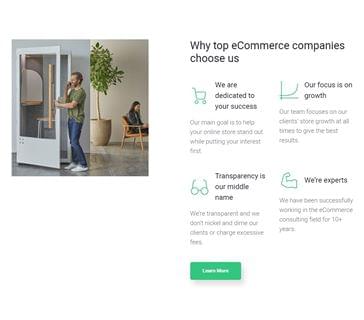 Why top eCommerce companies
choose us
We are
dedicated to
your success
Our main goal is to help
your online store stand out
while putting your interest
first.
Our focus is on
growth
Our team focuses on our
clients' store growth at all
times to give the best
results.
Transparency is
our middle
name
We're transparent and we
don't nickel and dime our
clients or charge excessive
fees.
We're experts
We have been successfully
working in the eCommerce
consulting field for 10+
years.
Learn More